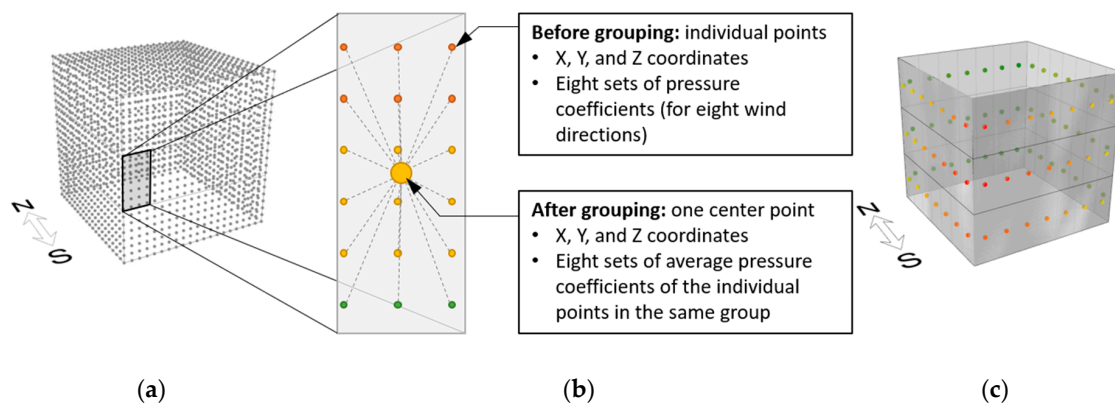 Before grouping: individual points
• X, Y, and Z coordinates
• Eight sets of pressure
coefficients (for eight wind
directions)
After grouping: one center point
• X, Y, and Z coordinates
• Eight sets of average pressure
coefficients of the individual
points in the same group
N
S
N
S
(a)
(b)
(c)